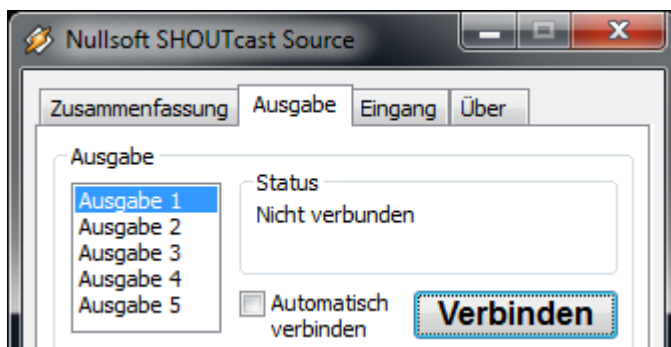 Nullsoft SHOUTcast Source
Zusammenfassung Ausgabe Eingang Über
Ausgabe
Ausgabe 1
Ausgabe 2
Ausgabe 3
Ausgabe 4
Ausgabe 5
Status
Nicht verbunden
Automatisch
verbinden
Verbinden